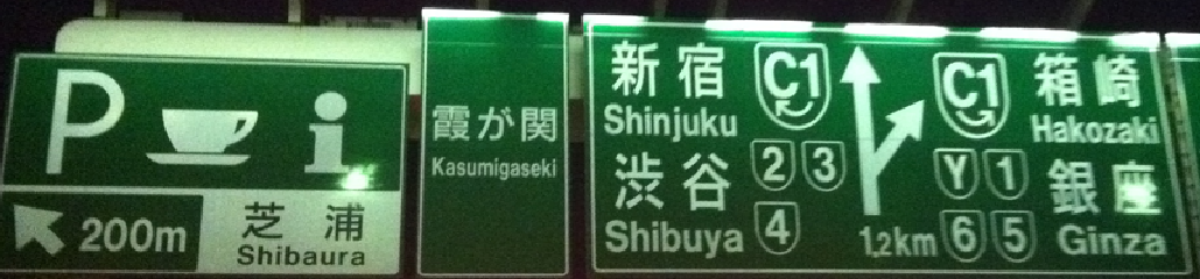 P i
200m
芝浦
Shibaura
霞が関
Kasumigaseki
新宿 C1
Shinjuku
渋谷 2 3
Shibuya 4
1.2km
C1 箱崎
Hakozaki
Y 1 銀座
6 5 Ginza